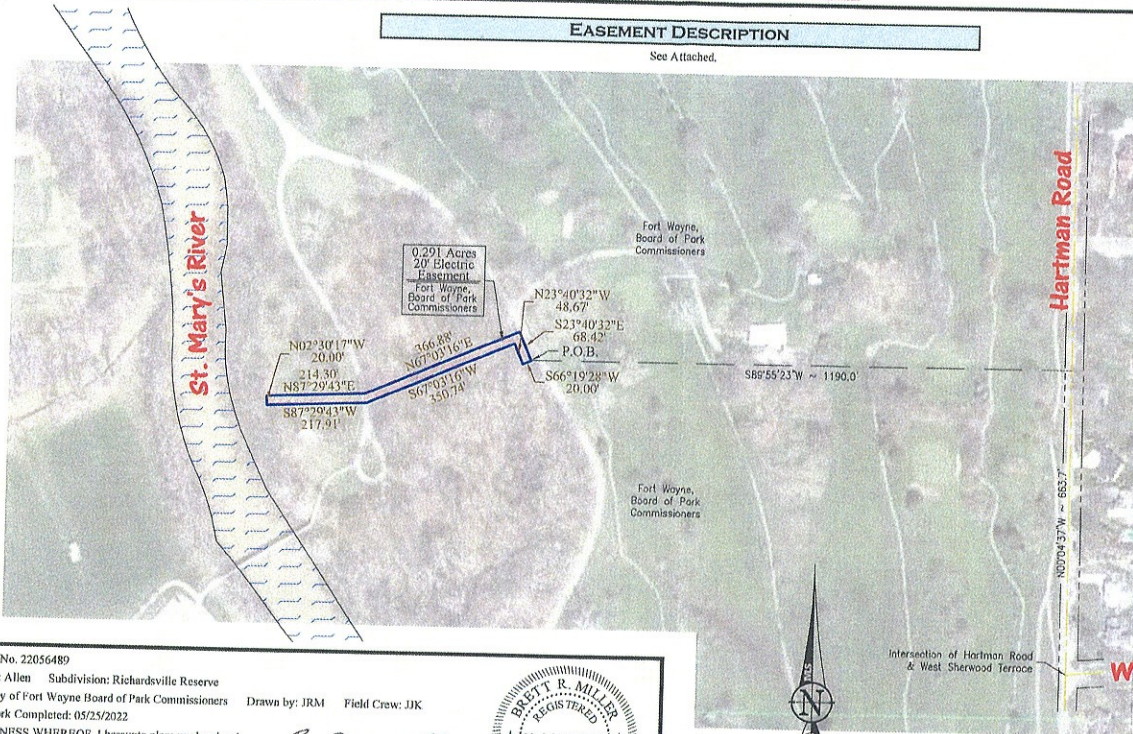 EASEMENT DESCRIPTION
See Attached.
St. Mary's River
Hartman Road
Fort Wayne,
Board of Park
Commissioners
0.291 Acres
20' Electric
Easement
Fort Wayne,
Board of Park
Commissioners
N23°40'32"W
48.67'
S23°40'32"E
68.42'
P.O.B.
366.88'
N67°03'16"E
S67°03'16"W
350.74'
N02°30'17"W
20.00'
214.30'
N87°29'43"E
S87°29'43"W
217.91'
S66°19'28"W
20.00'
S89°55'23"W ~ 1190.0'
Fort Wayne,
Board of Park
Commissioners
N00°04'37"W ~ 663.7'
Intersection of Hartman Road
& West Sherwood Terrace
W
N
No. 22056489
: Allen Subdivision: Richardsville Reserve
y of Fort Wayne Board of Park Commissioners Drawn by: JRM Field Crew: JJK
rk Completed: 05/25/2022
BRETT R. MILLER
REGISTERED